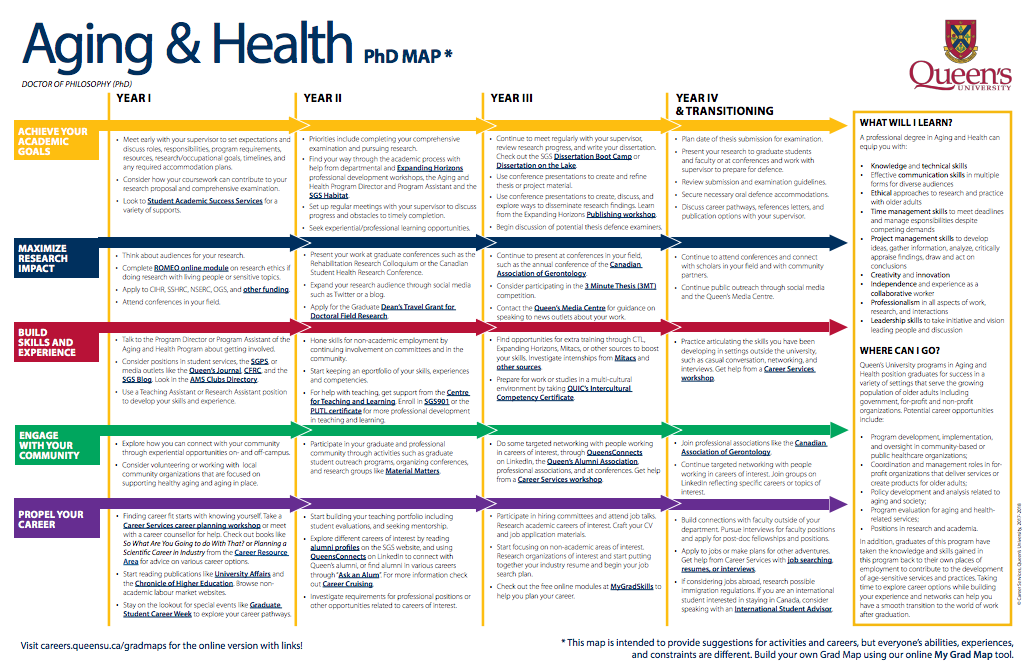 Aging & Health PhD MAP *
DOCTOR OF PHILOSOPHY (PhD)
Queen's
UNIVERSITY
YEAR I
YEAR II
YEAR III
YEAR IV
& TRANSITIONING
ACHIEVE YOUR
ACADEMIC
GOALS
• Meet early with your supervisor to set expectations and
discuss roles, responsibilities, program requirements,
resources, research/occupational goals, timelines, and
any required accommodation plans.
• Consider how your coursework can contribute to your
research proposal and comprehensive examination.
• Look to Student Academic Success Services for a
variety of supports.
• Priorities include completing your comprehensive
examination and pursuing research.
• Find your way through the academic process with
help from departmental and Expanding Horizons
professional development workshops, the Aging and
Health Program Director and Program Assistant and the
SGS Habitat.
• Set up regular meetings with your supervisor to discuss
progress and obstacles to timely completion.
• Seek experiential/professional learning opportunities.
• Continue to meet regularly with your supervisor,
review research progress, and write your dissertation.
Check out the SGS Dissertation Boot Camp or
Dissertation on the Lake.
• Use conference presentations to create and refine
thesis or project material.
• Use conference presentations to create, discuss, and
explore ways to disseminate research findings. Learn
from the Expanding Horizons Publishing workshop.
• Begin discussion of potential thesis defence examiners.
• Plan date of thesis submission for examination.
• Present your research to graduate students
and faculty or at conferences and work with
supervisor to prepare for defence.
• Review submission and examination guidelines.
• Secure necessary oral defence accommodations.
• Discuss career pathways, references letters, and
publication options with your supervisor.
MAXIMIZE
RESEARCH
IMPACT
• Think about audiences for your research.
• Complete ROMEO online module on research ethics if
doing research with living people or sensitive topics.
• Apply to CIHR, SSHRC, NSERC, OGS, and other funding.
• Attend conferences in your field.
• Present your work at graduate conferences such as the
Rehabilitation Research Colloquium or the Canadian
Student Health Research Conference.
• Expand your research audience through social media
such as Twitter or a blog.
• Apply for the Graduate Dean's Travel Grant for
Doctoral Field Research.
• Continue to present at conferences in your field,
such as the annual conference of the Canadian
Association of Gerontology.
• Consider participating in the 3 Minute Thesis (3MT)
competition.
• Contact the Queen's Media Centre for guidance on
speaking to news outlets about your work.
• Continue to attend conferences and connect
with scholars in your field and with community
partners.
• Continue public outreach through social media
and the Queen's Media Centre.
BUILD
SKILLS AND
EXPERIENCE
• Talk to the Program Director or Program Assistant of the
Aging and Health Program about getting involved.
• Consider positions in student services, the SGPS, or
media outlets like the Queen's Journal, CFRC, and the
SGS Blog. Look in the AMS Clubs Directory.
• Use a Teaching Assistant or Research Assistant position
to develop your skills and experience.
• Hone skills for non-academic employment by
continuing involvement on committees and in the
community.
• Start keeping an eportfolio of your skills, experiences
and competencies.
• For help with teaching, get support from the Centre
for Teaching and Learning. Enroll in SGS901 or the
PUTL certificate for more professional development
in teaching and learning.
• Find opportunities for extra training through CTL,
Expanding Horizons, Mitacs, or other sources to boost
your skills. Investigate internships from Mitacs and
other sources.
• Prepare for work or studies in a multi-cultural
environment by taking QUIC's Intercultural
Competency Certificate.
• Practice articulating the skills you have been
developing in settings outside the university,
such as casual conversation, networking, and
interviews. Get help from a Career Services
workshop.
ENGAGE
WITH YOUR
COMMUNITY
• Explore how you can connect with your community
through experiential opportunities on- and off-campus.
• Consider volunteering or working with local
community organizations that are focused on
supporting healthy aging and aging in place.
• Participate in your graduate and professional
community through activities such as graduate
student outreach programs, organizing conferences,
and research groups like Material Matters.
• Do some targeted networking with people working
in careers of interest, through QueensConnects
on LinkedIn, the Queen's Alumni Association,
professional associations, and at conferences. Get help
from a Career Services workshop.
• Join professional associations like the Canadian
Association of Gerontology.
• Continue targeted networking with people
working in careers of interest. Join groups on
LinkedIn reflecting specific careers or topics of
interest.
PROPEL YOUR
CAREER
• Finding career fit starts with knowing yourself. Take a
Career Services career planning workshop or meet
with a career counsellor for help. Check out books like
So What Are You Going to do With That? or Planning a
Scientific Career in Industry from the Career Resource
Area for advice on various career options.
• Start reading publications like University Affairs and
the Chronicle of Higher Education. Browse non-
academic labour market websites.
• Stay on the lookout for special events like Graduate
Student Career Week to explore your career pathways.
• Start building your teaching portfolio including
student evaluations, and seeking mentorship.
• Explore different careers of interest by reading
alumni profiles on the SGS website, and using
QueensConnects on LinkedIn to connect with
Queen's alumni, or find alumni in various careers
through 'Ask an Alum'. For more information check
out Career Cruising.
• Investigate requirements for professional positions or
other opportunities related to careers of interest.
• Participate in hiring committees and attend job talks.
Research academic careers of interest. Craft your CV
and job application materials.
• Start focusing on non-academic areas of interest.
Research organizations of interest and start putting
together your industry resume and begin your job
search plan.
• Check out the free online modules at MyGradSkills to
help you plan your career.
• Build connections with faculty outside of your
department. Pursue Interviews for faculty positions
and apply for post-doc fellowships and positions.
• Apply to jobs or make plans for other adventures.
Get help from Career Services with job searching,
resumes, or interviews.
• If considering jobs abroad, research possible
immigration regulations. If you are an international
student interested in staying in Canada, consider
speaking with an International Student Advisor.
WHAT WILL I LEARN?
A professional degree in Aging and Health can
equip you with:
• Knowledge and technical skills
• Effective communication skills in multiple
forms for diverse audiences
• Ethical approaches to research and practice
with older adults
• Time management skills to meet deadlines
and manage esponsibilities despite
competing demands
• Project management skills to develop
ideas, gather information, analyze, critically
appraise findings, draw and act on
conclusions
• Creativity and innovation
• Independence and experience as a
collaborative worker
• Professionalism in all aspects of work,
research, and interactions
• Leadership skills to take initiative and vision
leading people and discussion
WHERE CAN I GO?
Queen's University programs in Aging and
Health position graduates for success in a
variety of settings that serve the growing
population of older adults including
government, for-profit and non-profit
organizations. Potential career opportunities
include:
• Program development, implementation,
and oversight in community-based or
public healthcare organizations;
• Coordination and management roles in for-
profit organizations that deliver services or
create products for older adults;
• Policy development and analysis related to
aging and society;
• Program evaluation for aging and health-
related services;
• Positions in research and academia.
In addition, graduates of this program have
taken the knowledge and skills gained in
this program back to their own places of
employment to contribute to the development
of age-sensitive services and practices. Taking
time to explore career options while building
your experience and networks can help you
have a smooth transition to the world of work
after graduation.
© Career Services, Queen's University, 2017-2018
Visit careers.queensu.ca/gradmaps for the online version with links!
* This map is intended to provide suggestions for activities and careers, but everyone's abilities, experiences,
and constraints are different. Build your own Grad Map using our online My Grad Map tool.